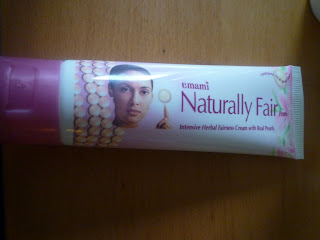 emami
Naturally Fair
Intensive Herbal Fairness Cream with Real Pearls